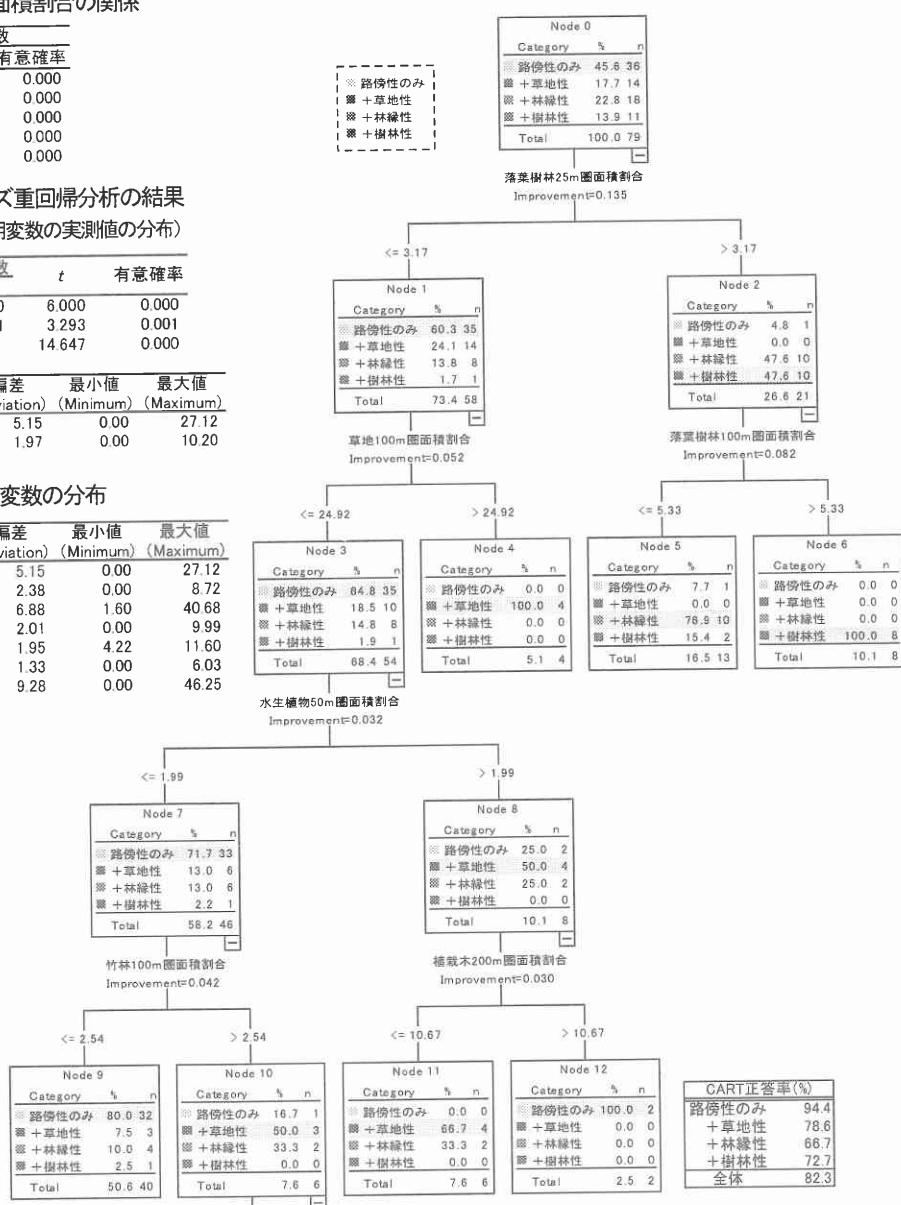 面積割合の関係
数
有意確率
0.000
0.000
0.000
0.000
0.000
ズ重回帰分析の結果
明変数の実測値の分布）
数 t 有意確率
0 6.000 0.000
1 3.293 0.001
14.647 0.000
偏差 最小値 最大値
viation) (Minimum) (Maximum)
5.15 0.00 27.12
1.97 0.00 10.20
変数の分布
偏差 最小値 最大値
viation) (Minimum) (Maximum)
5.15 0.00 27.12
2.38 0.00 8.72
6.88 1.60 40.68
2.01 0.00 9.99
1.95 4.22 11.60
1.33 0.00 6.03
9.28 0.00 46.25
路傍性のみ
＋草地性
＋林縁性
＋樹林性
Node 0
Category % n
路傍性のみ 45.6 36
＋草地性 17.7 14
＋林縁性 22.8 18
＋樹林性 13.9 11
Total 100.0 79
落葉樹林25m圏面積割合
Improvement=0.135
<= 3.17
> 3.17
Node 1
Category % n
路傍性のみ 60.3 35
＋草地性 24.1 14
＋林縁性 13.8 8
＋樹林性 1.7 1
Total 73.4 58
草地100m圏面積割合
Improvement=0.052
Node 2
Category % n
路傍性のみ 4.8 1
＋草地性 0.0 0
＋林縁性 47.6 10
＋樹林性 47.6 10
Total 26.6 21
落葉樹林100m圏面積割合
Improvement=0.082
<= 24.92
> 24.92
<= 5.33
> 5.33
Node 3
Category % n
路傍性のみ 64.8 35
＋草地性 18.5 10
＋林縁性 14.8 8
＋樹林性 1.9 1
Total 68.4 54
水生植物50m圏面積割合
Improvement=0.032
Node 4
Category % n
路傍性のみ 0.0 0
＋草地性 100.0 4
＋林縁性 0.0 0
＋樹林性 0.0 0
Total 5.1 4
Node 5
Category % n
路傍性のみ 7.7 1
＋草地性 0.0 0
＋林縁性 76.9 10
＋樹林性 15.4 2
Total 16.5 13
Node 6
Category % n
路傍性のみ 0.0 0
＋草地性 0.0 0
＋林縁性 0.0 0
＋樹林性 100.0 8
Total 10.1 8
<= 1.99
> 1.99
Node 7
Category % n
路傍性のみ 71.7 33
＋草地性 13.0 6
＋林縁性 13.0 6
＋樹林性 2.2 1
Total 58.2 46
竹林100m圏面積割合
Improvement=0.042
Node 8
Category % n
路傍性のみ 25.0 2
＋草地性 50.0 4
＋林縁性 25.0 2
＋樹林性 0.0 0
Total 10.1 8
植栽木200m圏面積割合
Improvement=0.030
<= 2.54
> 2.54
<= 10.67
> 10.67
Node 9
Category % n
路傍性のみ 80.0 32
＋草地性 7.5 3
＋林縁性 10.0 4
＋樹林性 2.5 1
Total 50.6 40
Node 10
Category % n
路傍性のみ 16.7 1
＋草地性 50.0 3
＋林縁性 33.3 2
＋樹林性 0.0 0
Total 7.6 6
Node 11
Category % n
路傍性のみ 0.0 0
＋草地性 66.7 4
＋林縁性 33.3 2
＋樹林性 0.0 0
Total 7.6 6
Node 12
Category % n
路傍性のみ 100.0 2
＋草地性 0.0 0
＋林縁性 0.0 0
＋樹林性 0.0 0
Total 2.5 2
CART正答率(%)
路傍性のみ 94.4
＋草地性 78.6
＋林縁性 66.7
＋樹林性 72.7
全体 82.3